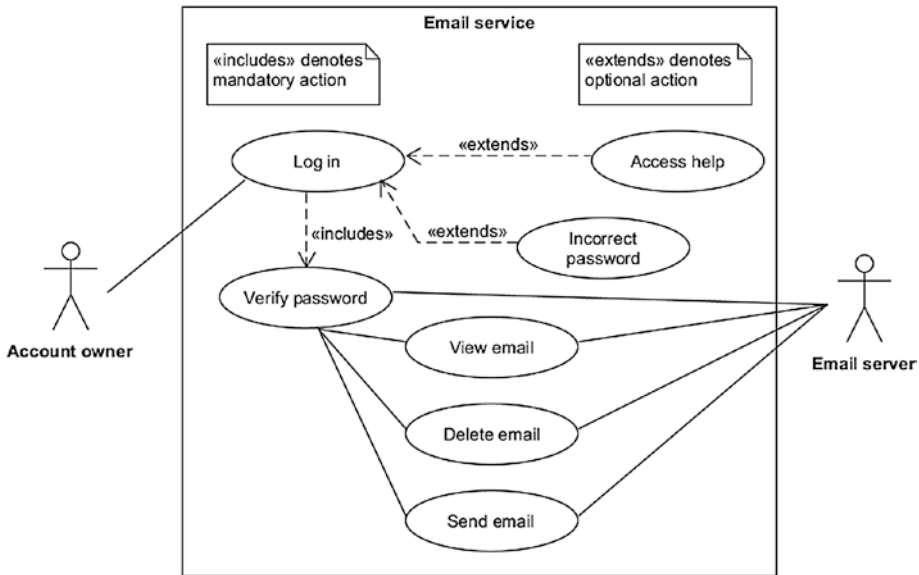 Email service
«includes» denotes
mandatory action
«extends» denotes
optional action
Log in
«extends»
Access help
«includes»
«extends»
Incorrect
password
Verify password
View email
Account owner
Email server
Delete email
Send email